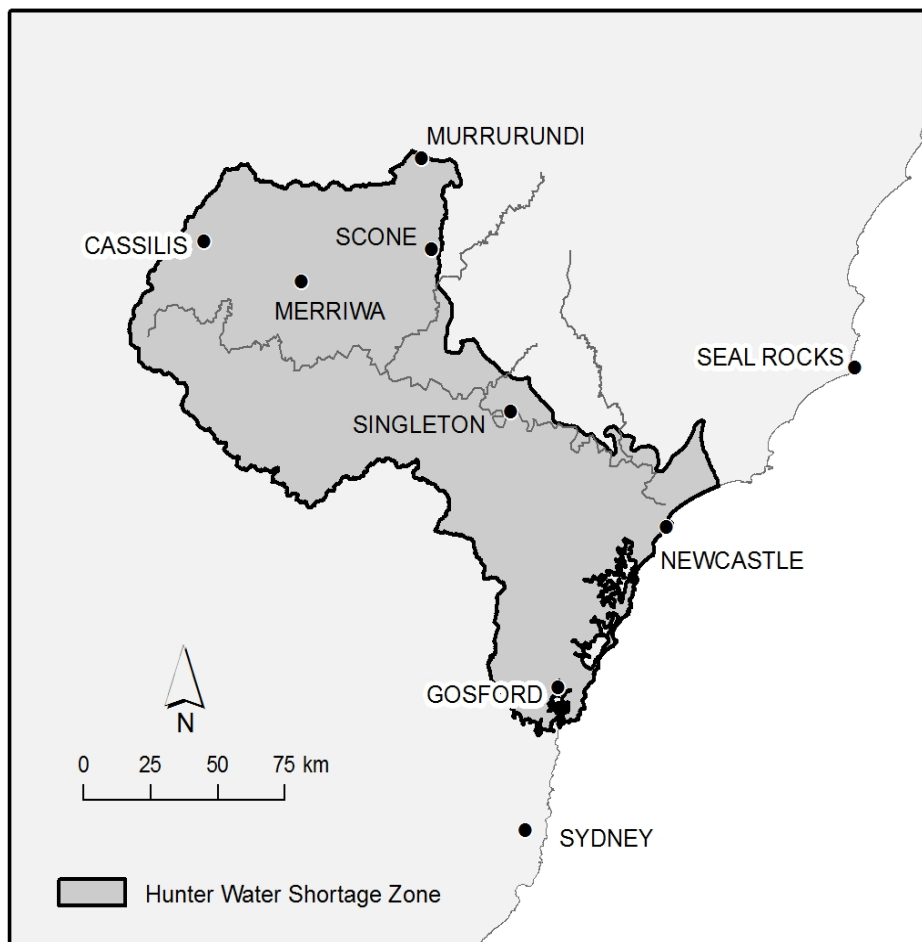 MURRURUNDI
SCONE
CASSILIS
MERRIWA
SEAL ROCKS
SINGLETON
NEWCASTLE
GOSFORD
N
0 25 50 75 km
SYDNEY
Hunter Water Shortage Zone